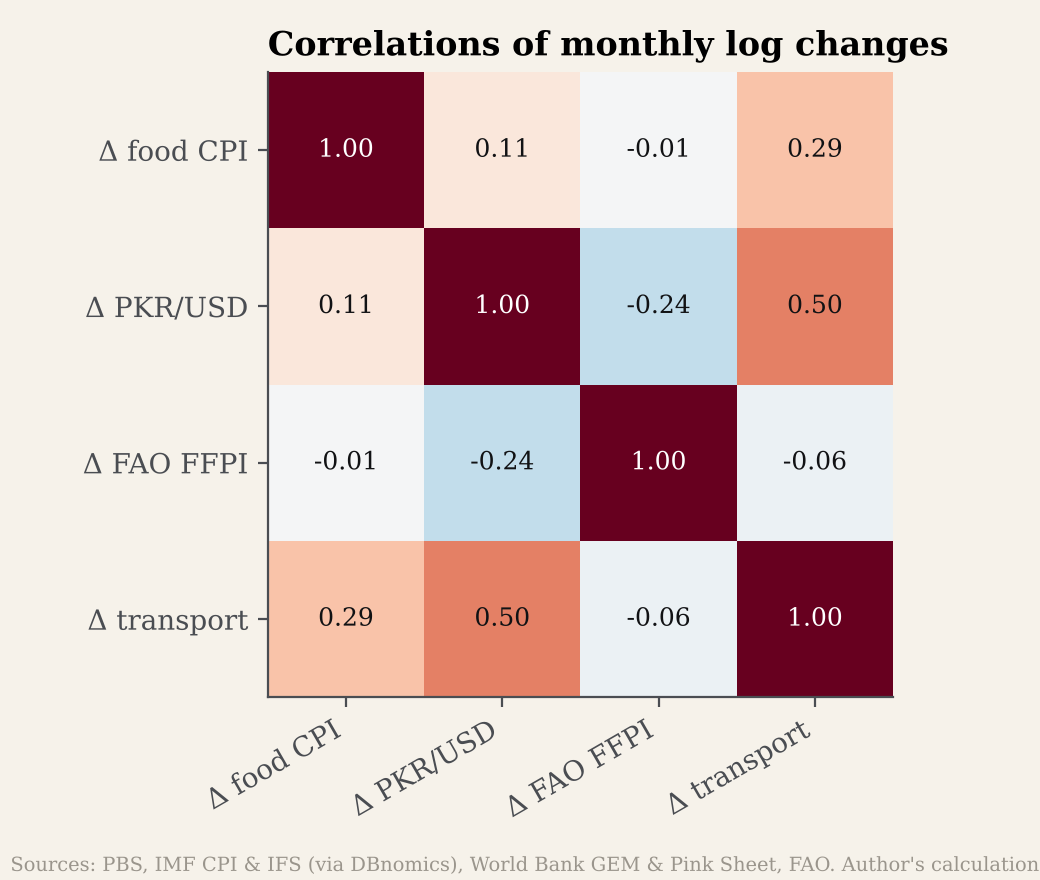 Correlations of monthly log changes
Δ food CPI 1.00 0.11 -0.01 0.29
Δ PKR/USD 0.11 1.00 -0.24 0.50
Δ FAO FFPI -0.01 -0.24 1.00 -0.06
Δ transport 0.29 0.50 -0.06 1.00
Δ food CPI Δ PKR/USD Δ FAO FFPI Δ transport
Sources: PBS, IMF CPI & IFS (via DBnomics), World Bank GEM & Pink Sheet, FAO. Author's calculation